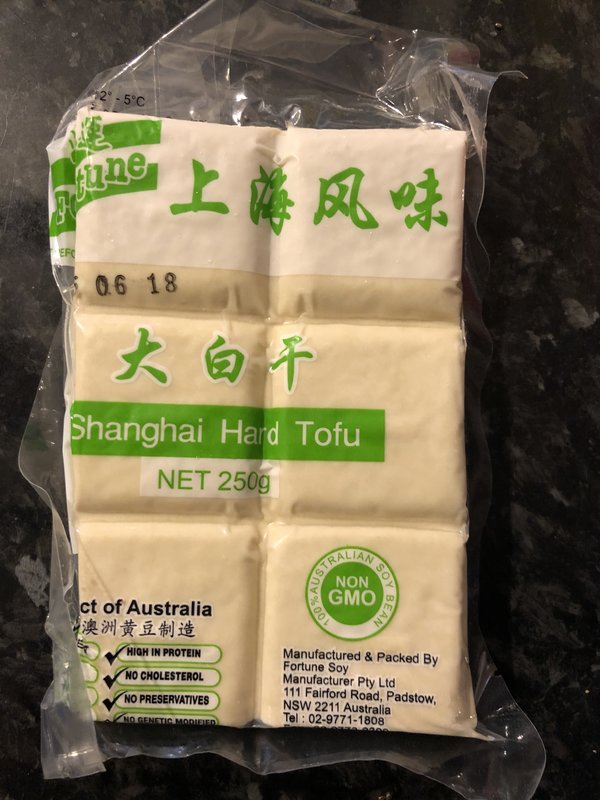 2° - 5°C
Fortune
上海风味
06 18
大白干
Shanghai Hard Tofu
NET 250g
100% AUSTRALIAN SOY BEAN
NON
GMO
ct of Australia
澳洲黄豆制造
HIGH IN PROTEIN
NO CHOLESTEROL
NO PRESERVATIVES
NO GENETIC MODIFIED
Manufactured & Packed By
Fortune Soy
Manufacturer Pty Ltd
111 Fairford Road, Padstow,
NSW 2211 Australia
Tel : 02-9771-1808